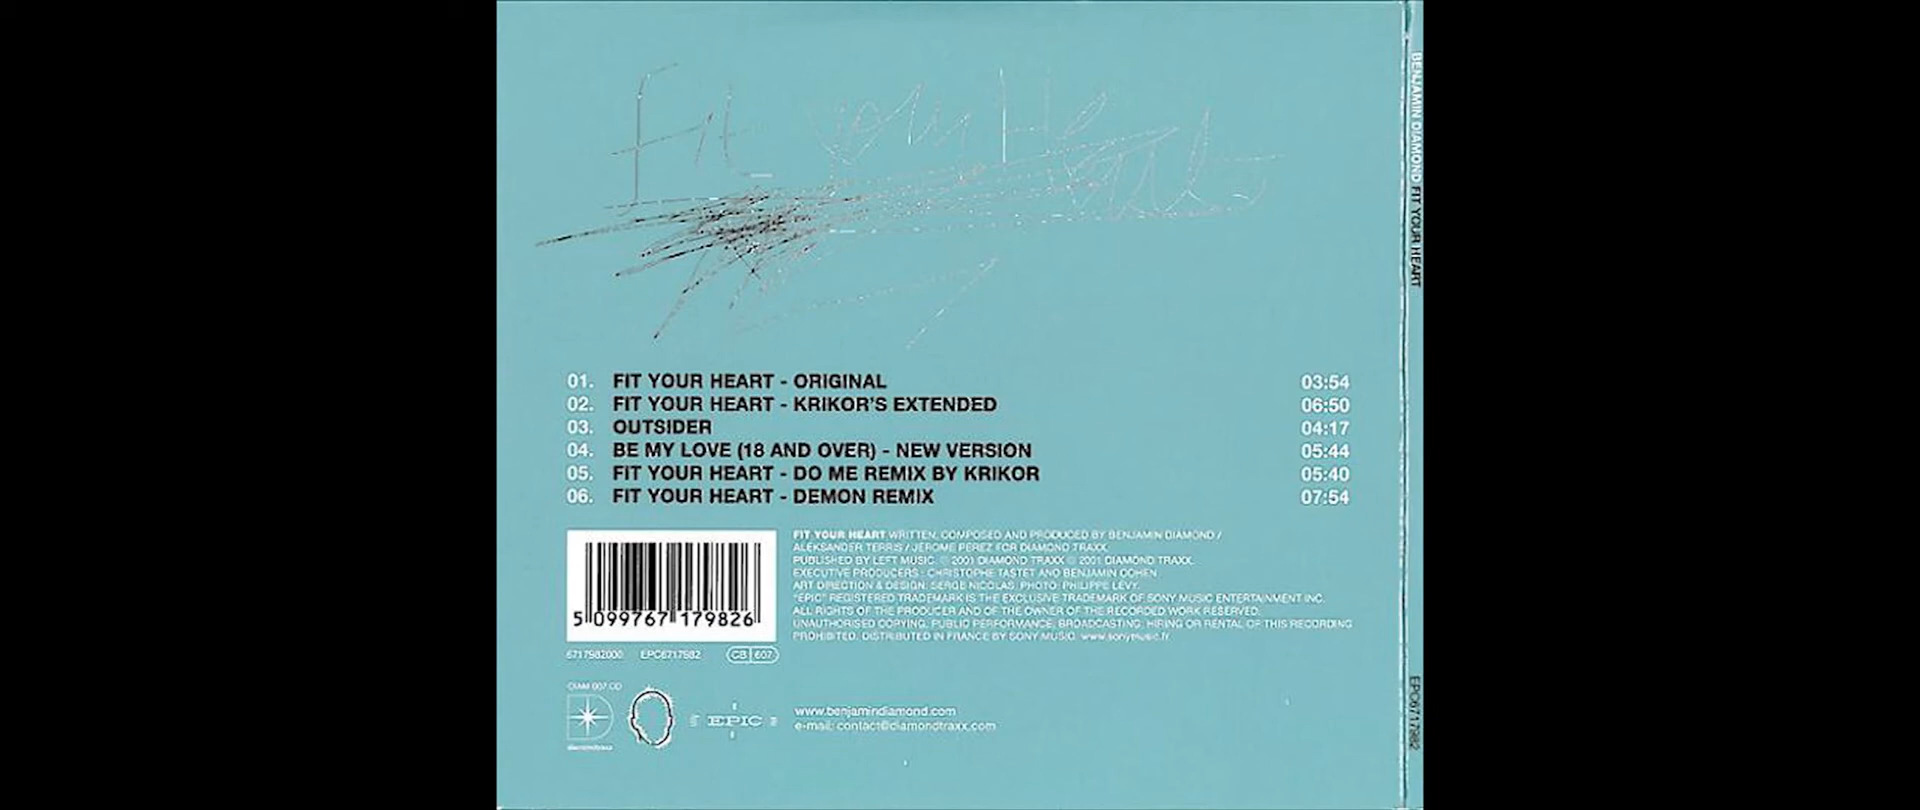 Fit your Heart
01. FIT YOUR HEART - ORIGINAL 03:54
02. FIT YOUR HEART - KRIKOR'S EXTENDED 06:50
03. OUTSIDER 04:17
04. BE MY LOVE (18 AND OVER) - NEW VERSION 05:44
05. FIT YOUR HEART - DO ME REMIX BY KRIKOR 05:40
06. FIT YOUR HEART - DEMON REMIX 07:54
5 099767 179826
6717982000 EPC6717982 CB 607
FIT YOUR HEART WRITTEN, COMPOSED AND PRODUCED BY BENJAMIN DIAMOND /
ALEKSANDER TERRIS / JEROME PEREZ FOR DIAMOND TRAXX.
PUBLISHED BY LEFT MUSIC. ℗ 2001 DIAMOND TRAXX © 2001 DIAMOND TRAXX.
EXECUTIVE PRODUCERS : CHRISTOPHE TASTET AND BENJAMIN COHEN.
ART DIRECTION & DESIGN: SERGE NICOLAS. PHOTO: PHILIPPE LEVY.
"EPIC" REGISTERED TRADEMARK IS THE EXCLUSIVE TRADEMARK OF SONY MUSIC ENTERTAINMENT INC.
ALL RIGHTS OF THE PRODUCER AND OF THE OWNER OF THE RECORDED WORK RESERVED.
UNAUTHORISED COPYING, PUBLIC PERFORMANCE, BROADCASTING, HIRING OR RENTAL OF THIS RECORDING
PROHIBITED. DISTRIBUTED IN FRANCE BY SONY MUSIC. www.sonymusic.fr
DIAM 007 CD
diamondtraxx
EPIC
www.benjamindiamond.com
e-mail: contact@diamondtraxx.com
BENJAMIN DIAMOND FIT YOUR HEART
EPC6717982